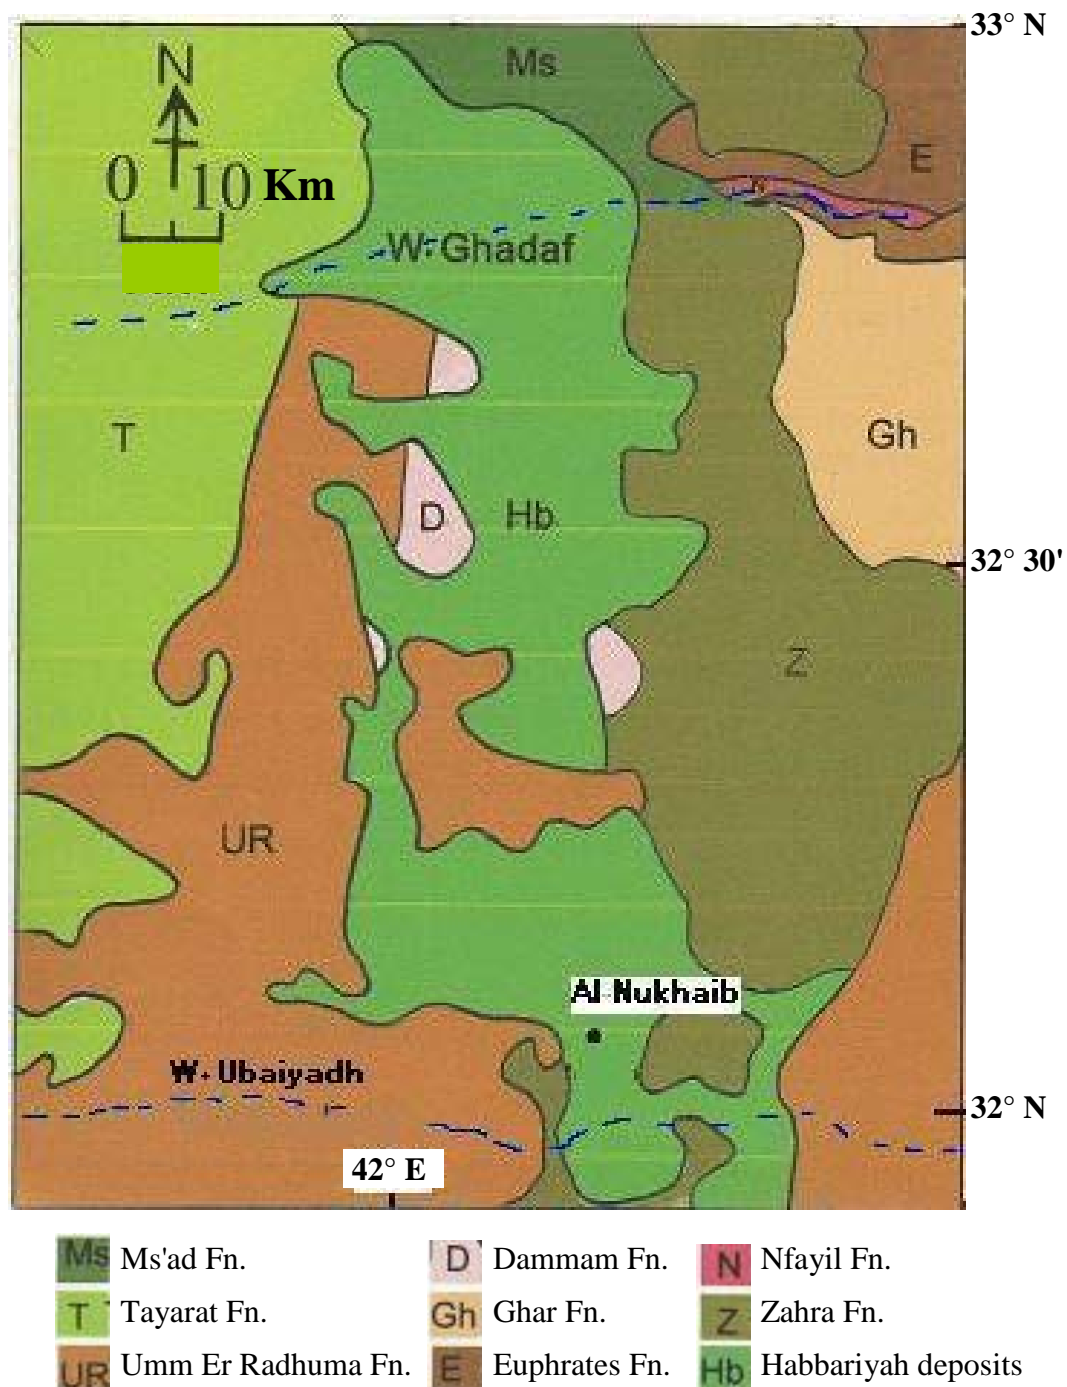 33° N
N
Ms
0 10 Km
E
N
W. Ghadaf
T
Gh
D
Hb
32° 30'
Z
UR
Al Nukhaib
W. Ubaiyadh
32° N
42° E
Ms Ms'ad Fn.
D Dammam Fn.
N Nfayil Fn.
T Tayarat Fn.
Gh Ghar Fn.
Z Zahra Fn.
UR Umm Er Radhuma Fn.
E Euphrates Fn.
Hb Habbariyah deposits